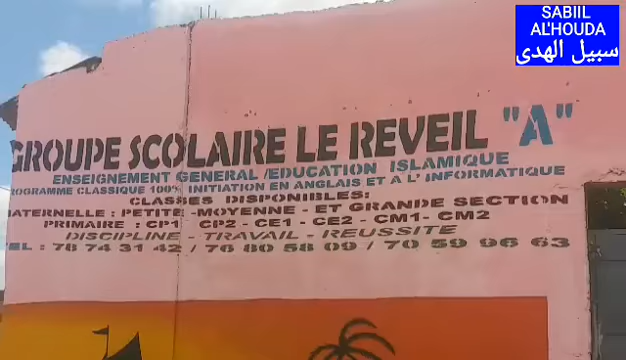 SABIIL
AL'HOUDA
سبيل الهدى
GROUPE SCOLAIRE LE REVEIL "A"
ENSEIGNEMENT GENERAL /EDUCATION ISLAMIQUE
ROGRAMME CLASSIQUE 100% INITIATION EN ANGLAIS ET A L' INFORMATIQUE
CLASSES DISPONIBLES:
MATERNELLE : PETITE -MOYENNE - ET GRANDE SECTION
PRIMAIRE : CP1 - CP2 - CE1 - CE2 - CM1- CM2
DISCIPLINE - TRAVAIL - REUSSITE
EL : 78 74 31 42 / 76 80 58 09 / 70 59 96 63